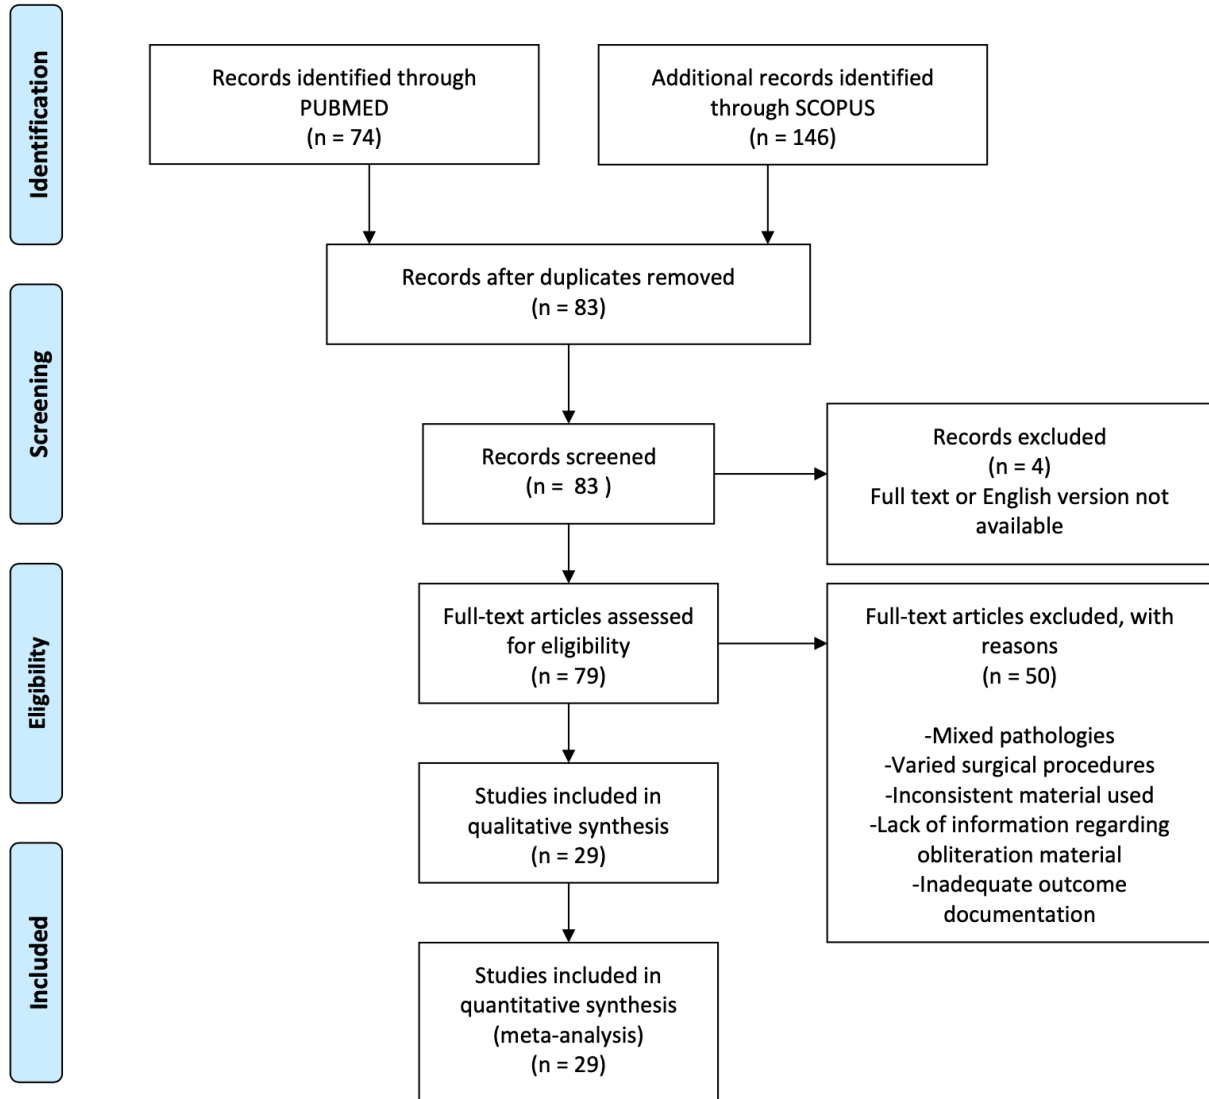 Identification
Records identified through
PUBMED
(n = 74)
Additional records identified
through SCOPUS
(n = 146)
Records after duplicates removed
(n = 83)
Screening
Records screened
(n =  83 )
Records excluded
(n = 4)
Full text or English version not
available
Eligibility
Full-text articles assessed
for eligibility
(n = 79)
Full-text articles excluded, with
reasons
(n = 50)
-Mixed pathologies
-Varied surgical procedures
-Inconsistent material used
-Lack of information regarding
obliteration material
-Inadequate outcome
documentation
Studies included in
qualitative synthesis
(n = 29)
Included
Studies included in
quantitative synthesis
(meta-analysis)
(n = 29)